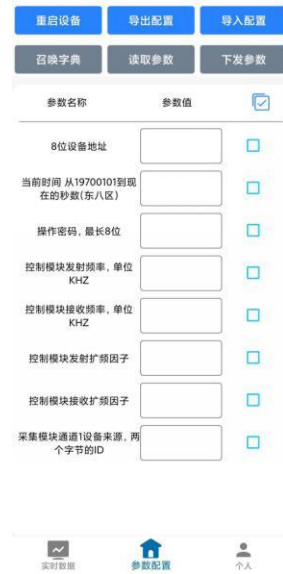 重启设备 导出配置 导入配置
召唤字典 读取参数 下发参数
参数名称 参数值
8位设备地址
当前时间 从19700101到现
在的秒数(东八区)
操作密码, 最长8位
控制模块发射频率, 单位
KHZ
控制模块接收频率, 单位
KHZ
控制模块发射扩频因子
控制模块接收扩频因子
采集模块通道1设备来源, 两
个字节的ID
实时数据 参数配置 个人